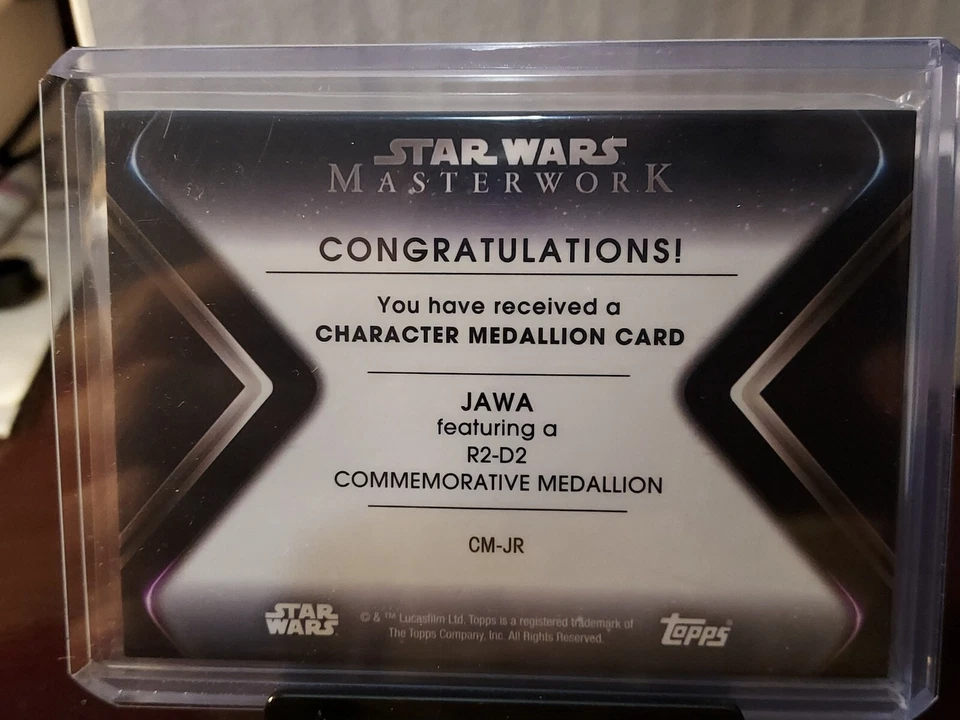 STAR WARS
MASTERWORK
CONGRATULATIONS!
You have received a
CHARACTER MEDALLION CARD
JAWA
featuring a
R2-D2
COMMEMORATIVE MEDALLION
CM-JR
STAR
WARS
© & ™ Lucasfilm Ltd. Topps is a registered trademark of
The Topps Company, Inc. All Rights Reserved.
Topps®